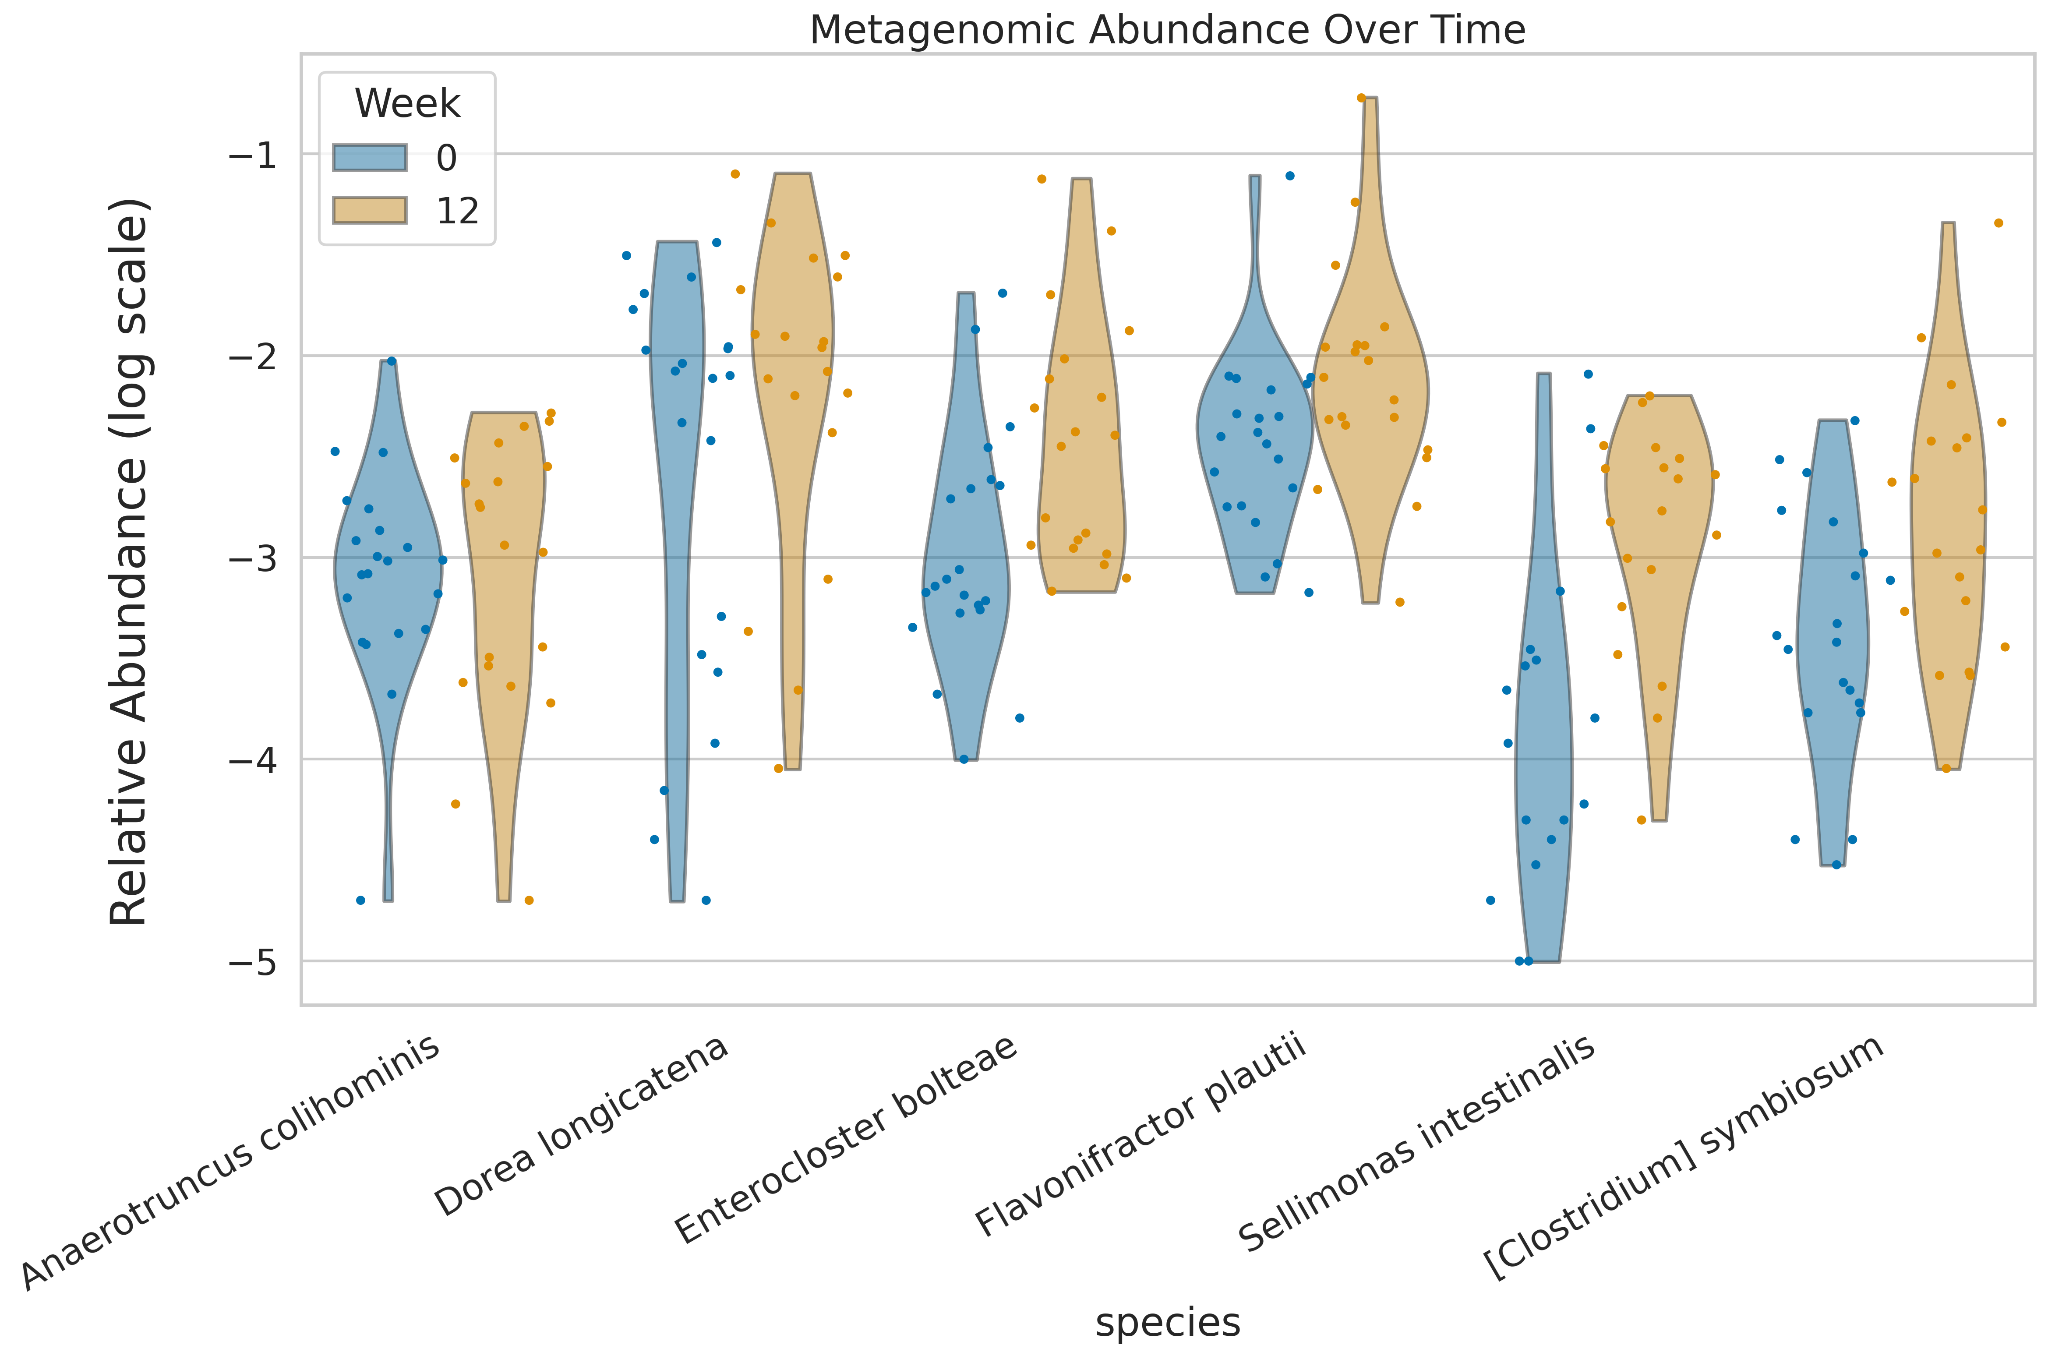 Metagenomic Abundance Over Time
Week
0
12
Relative Abundance (log scale)
−1
−2
−3
−4
−5
Anaerotruncus colihominis
Dorea longicatena
Enterocloster bolteae
Flavonifractor plautii
Sellimonas intestinalis
[Clostridium] symbiosum
species